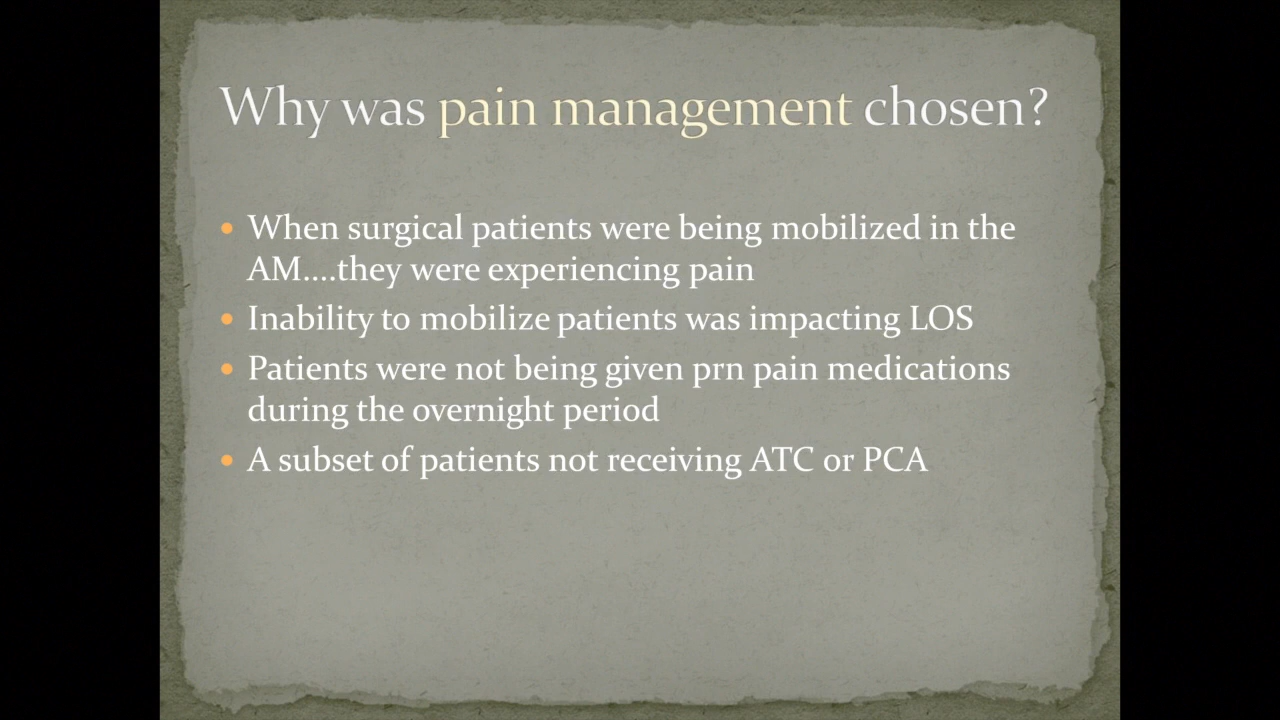 Why was pain management chosen?
• When surgical patients were being mobilized in the
AM....they were experiencing pain
• Inability to mobilize patients was impacting LOS
• Patients were not being given prn pain medications
during the overnight period
• A subset of patients not receiving ATC or PCA